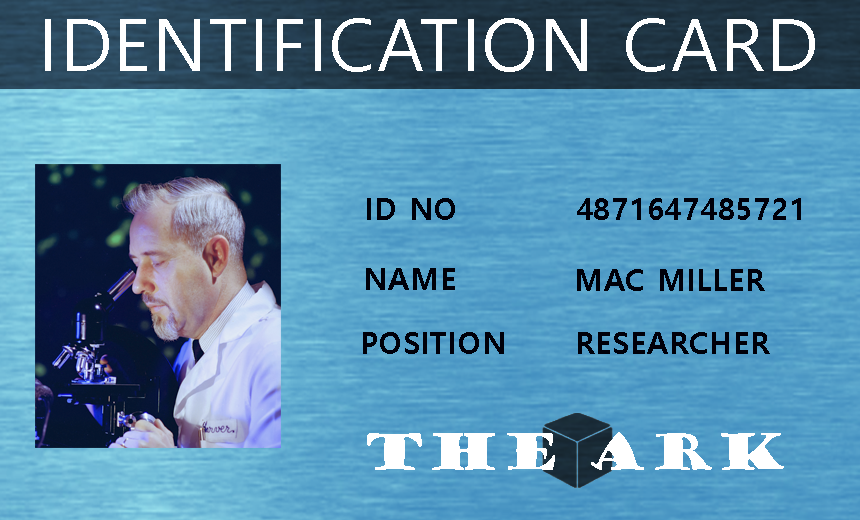 IDENTIFICATION CARD
ID NO 4871647485721
NAME MAC MILLER
POSITION RESEARCHER
THE ARK